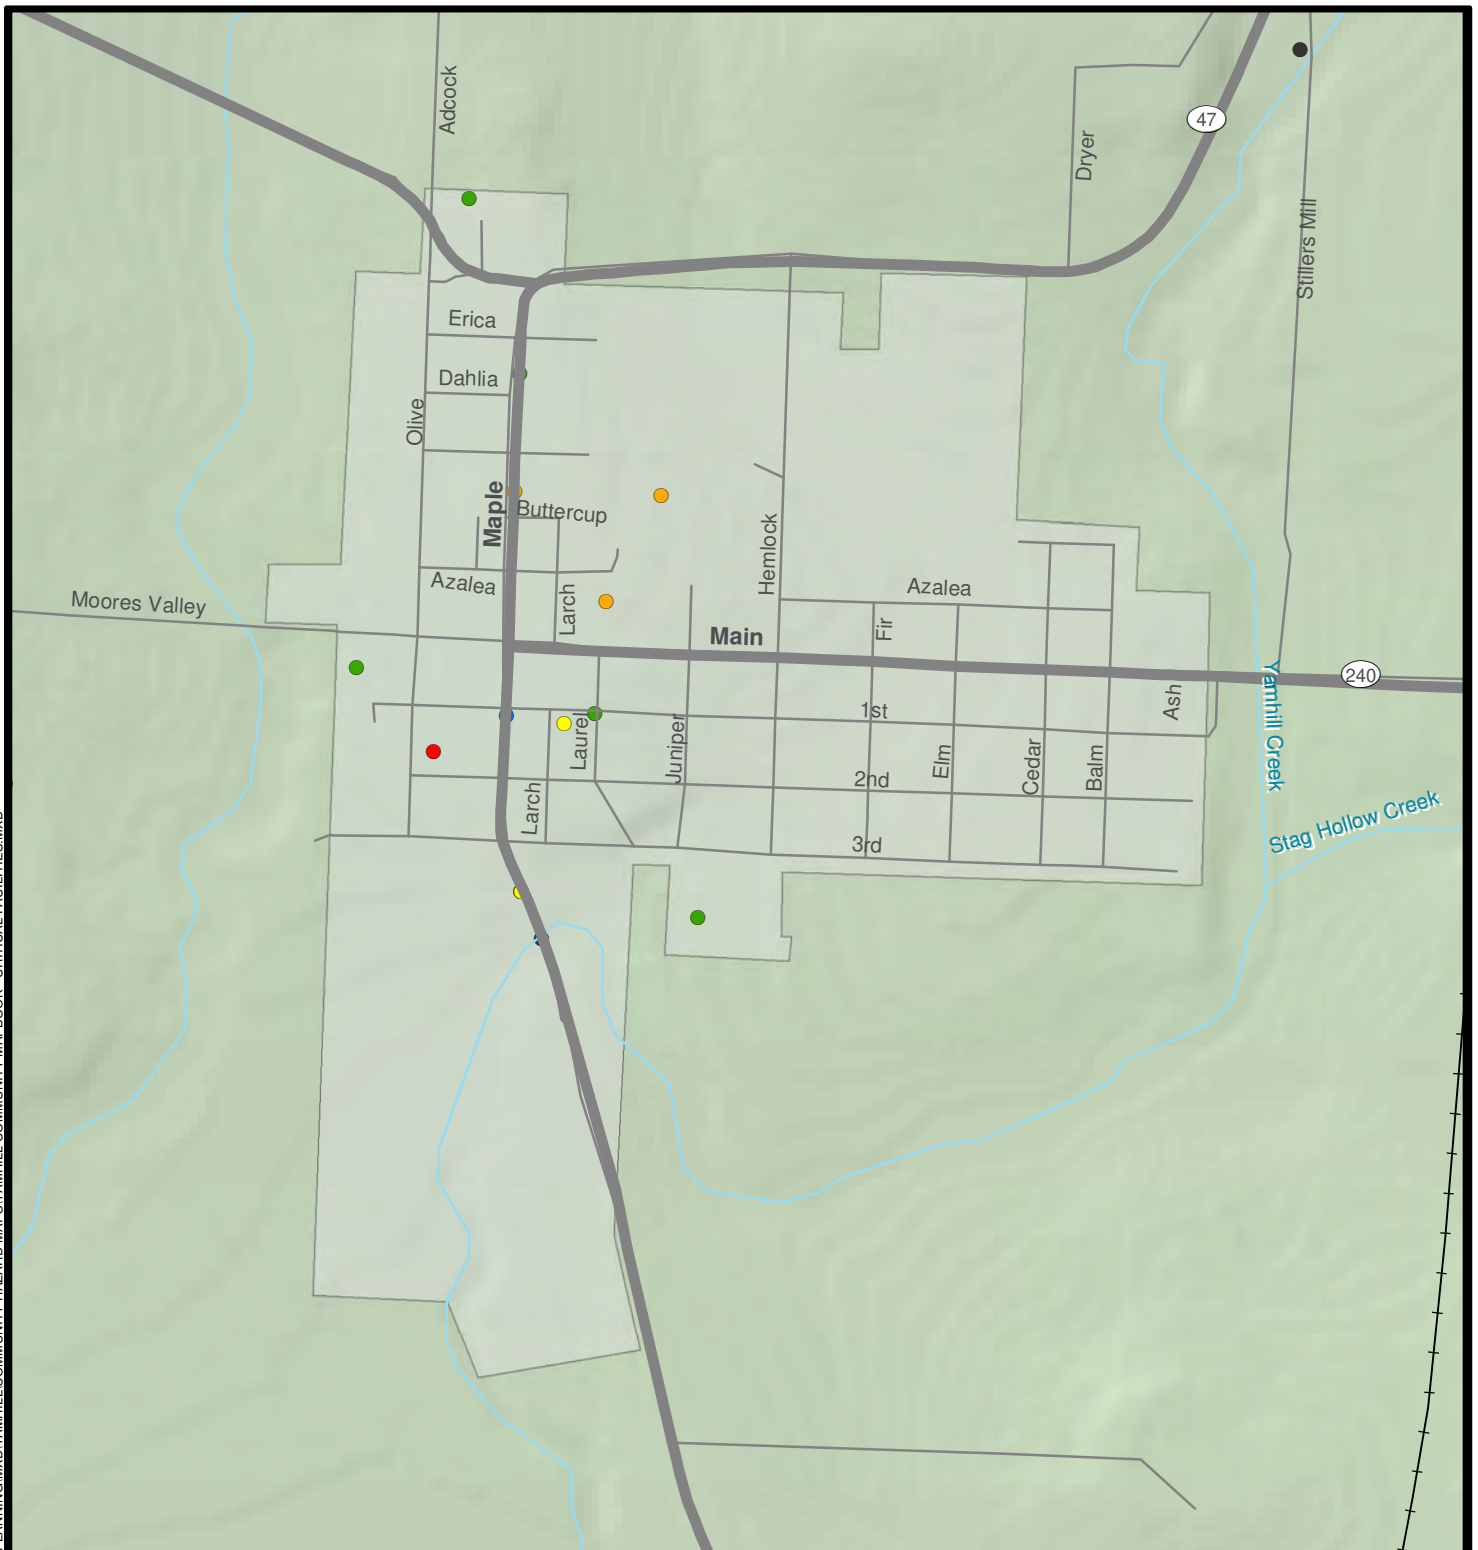 Adcock
47
Dryer
Stillers Mill
Erica
Dahlia
Olive
Maple
Buttercup
Hemlock
Azalea
Azalea
Moores Valley
Larch
Fir
Main
240
Yamhill Creek
Ash
1st
Laurel
Juniper
Elm
Cedar
Balm
2nd
Larch
Stag Hollow Creek
3rd